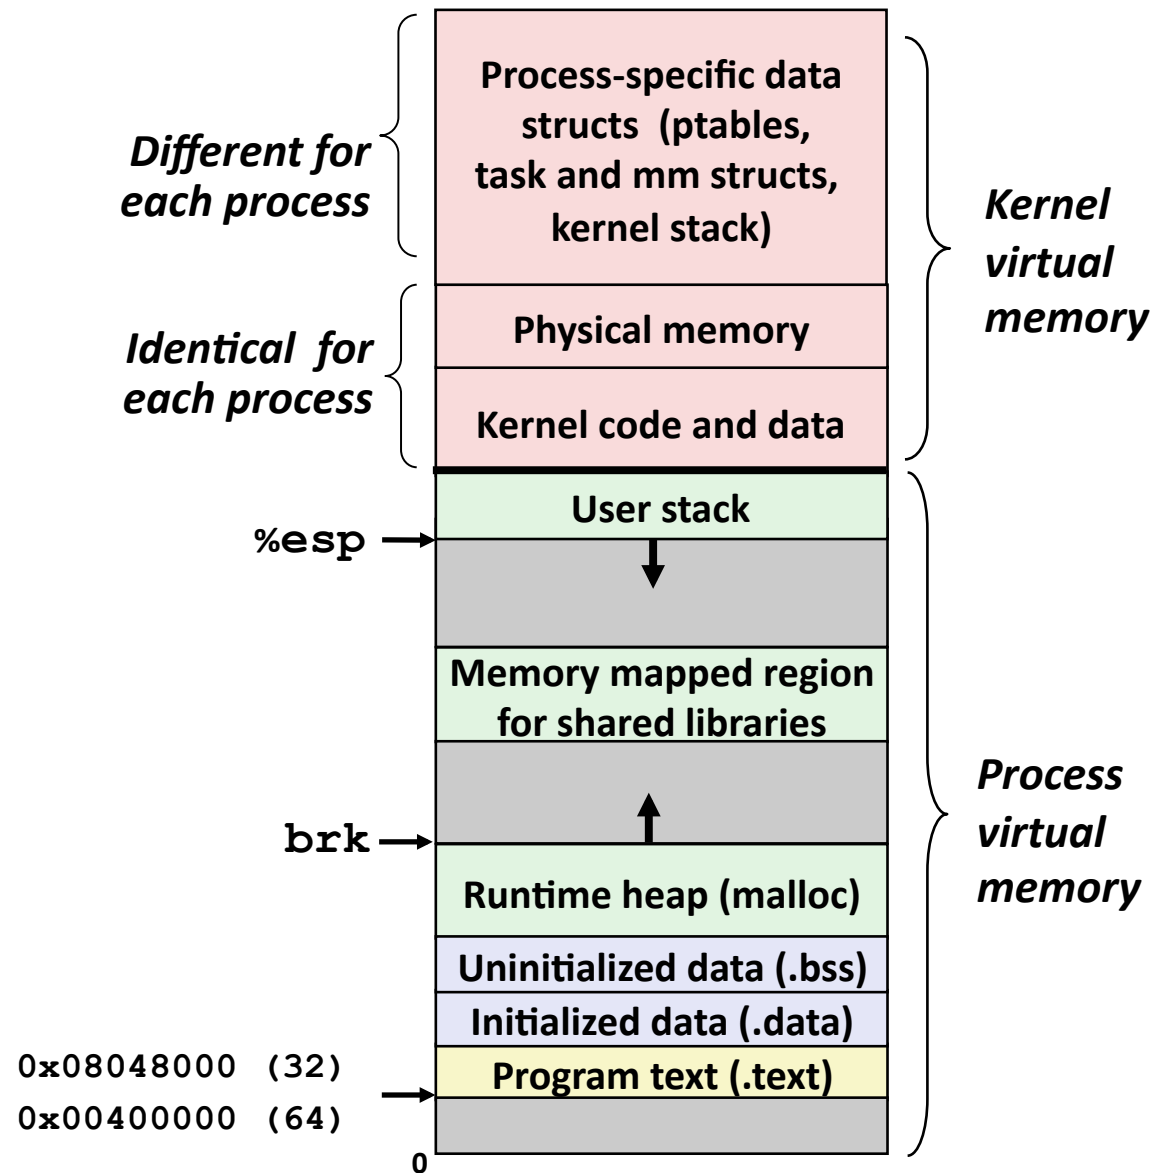 Process-specific data
structs (ptables,
task and mm structs,
kernel stack)
Different for
each process
Kernel
virtual
memory
Physical memory
Identical for
each process
Kernel code and data
User stack
%esp
Memory mapped region
for shared libraries
Process
virtual
memory
brk
Runtime heap (malloc)
Uninitialized data (.bss)
Initialized data (.data)
Program text (.text)
0x08048000 (32)
0x00400000 (64)
0